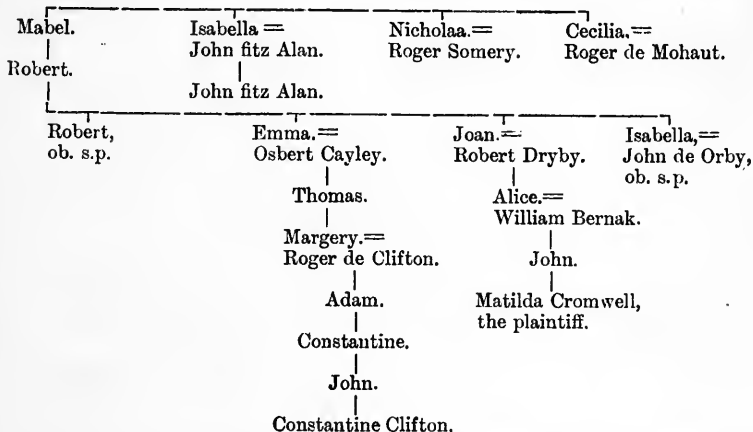 Mabel. Isabella = Nicholaa.= Cecilia.=
John fitz Alan. Roger Somery. Roger de Mohaut.
Robert.
John fitz Alan.
Robert, Emma.= Joan.= Isabella,=
ob. s.p. Osbert Cayley. Robert Dryby. John de Orby,
ob. s.p.
Thomas. Alice.=
William Bernak.
Margery.=
Roger de Clifton. John.
Adam. Matilda Cromwell,
the plaintiff.
Constantine.
John.
Constantine Clifton.